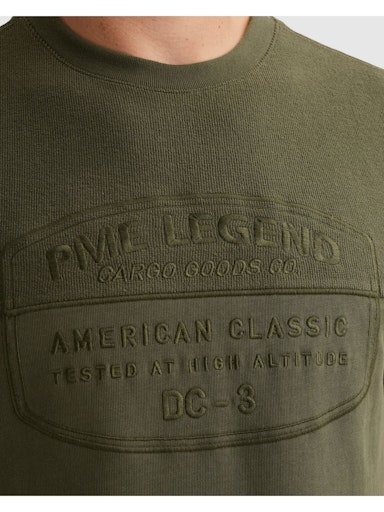 PME LEGEND
CARGO GOODS CO.
AMERICAN CLASSIC
TESTED AT HIGH ALTITUDE
DC-3